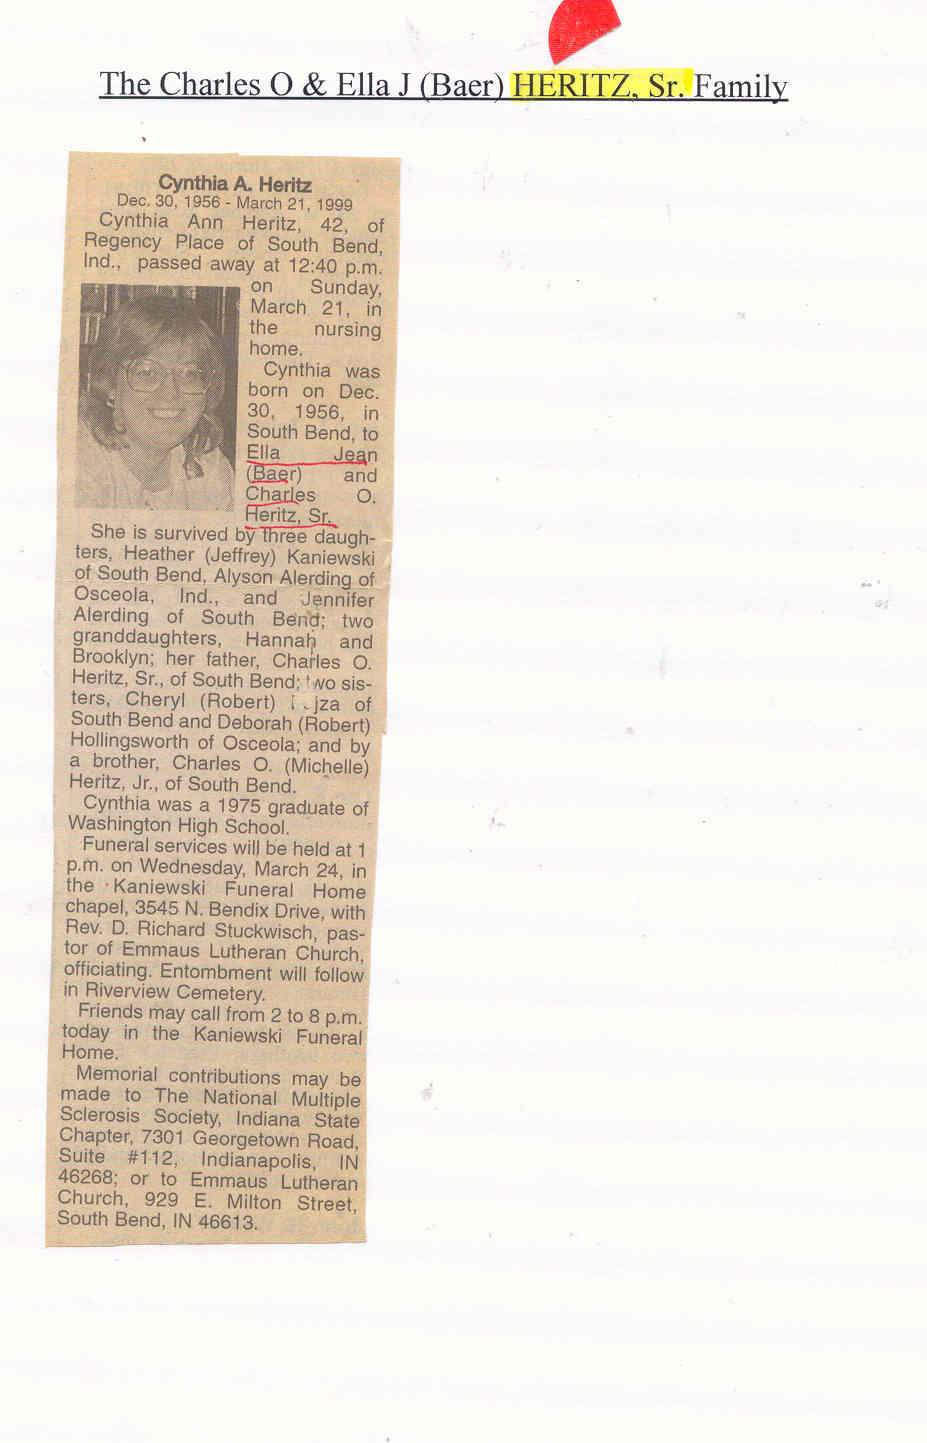 The Charles O & Ella J (Baer) HERITZ, Sr. Family
Cynthia A. Heritz
Dec. 30, 1956 - March 21, 1999
Cynthia Ann Heritz, 42, of
Regency Place of South Bend,
Ind., passed away at 12:40 p.m.
on Sunday,
March 21, in
the nursing
home.
Cynthia was
born on Dec.
30, 1956, in
South Bend, to
Ella Jean
(Baer) and
Charles O.
Heritz, Sr.
She is survived by three daugh-
ters, Heather (Jeffrey) Kaniewski
of South Bend, Alyson Alerding of
Osceola, Ind., and Jennifer
Alerding of South Bend; two
granddaughters, Hannah and
Brooklyn; her father, Charles O.
Heritz, Sr., of South Bend; two sis-
ters, Cheryl (Robert) of
South Bend and Deborah (Robert)
Hollingsworth of Osceola; and by
a brother, Charles O. (Michelle)
Heritz, Jr., of South Bend.
Cynthia was a 1975 graduate of
Washington High School.
Funeral services will be held at 1
p.m. on Wednesday, March 24, in
the Kaniewski Funeral Home
chapel, 3545 N. Bendix Drive, with
Rev. D. Richard Stuckwisch, pas-
tor of Emmaus Lutheran Church,
officiating. Entombment will follow
in Riverview Cemetery.
Friends may call from 2 to 8 p.m.
today in the Kaniewski Funeral
Home.
Memorial contributions may be
made to The National Multiple
Sclerosis Society, Indiana State
Chapter, 7301 Georgetown Road,
Suite #112, Indianapolis, IN
46268; or to Emmaus Lutheran
Church, 929 E. Milton Street,
South Bend, IN 46613.